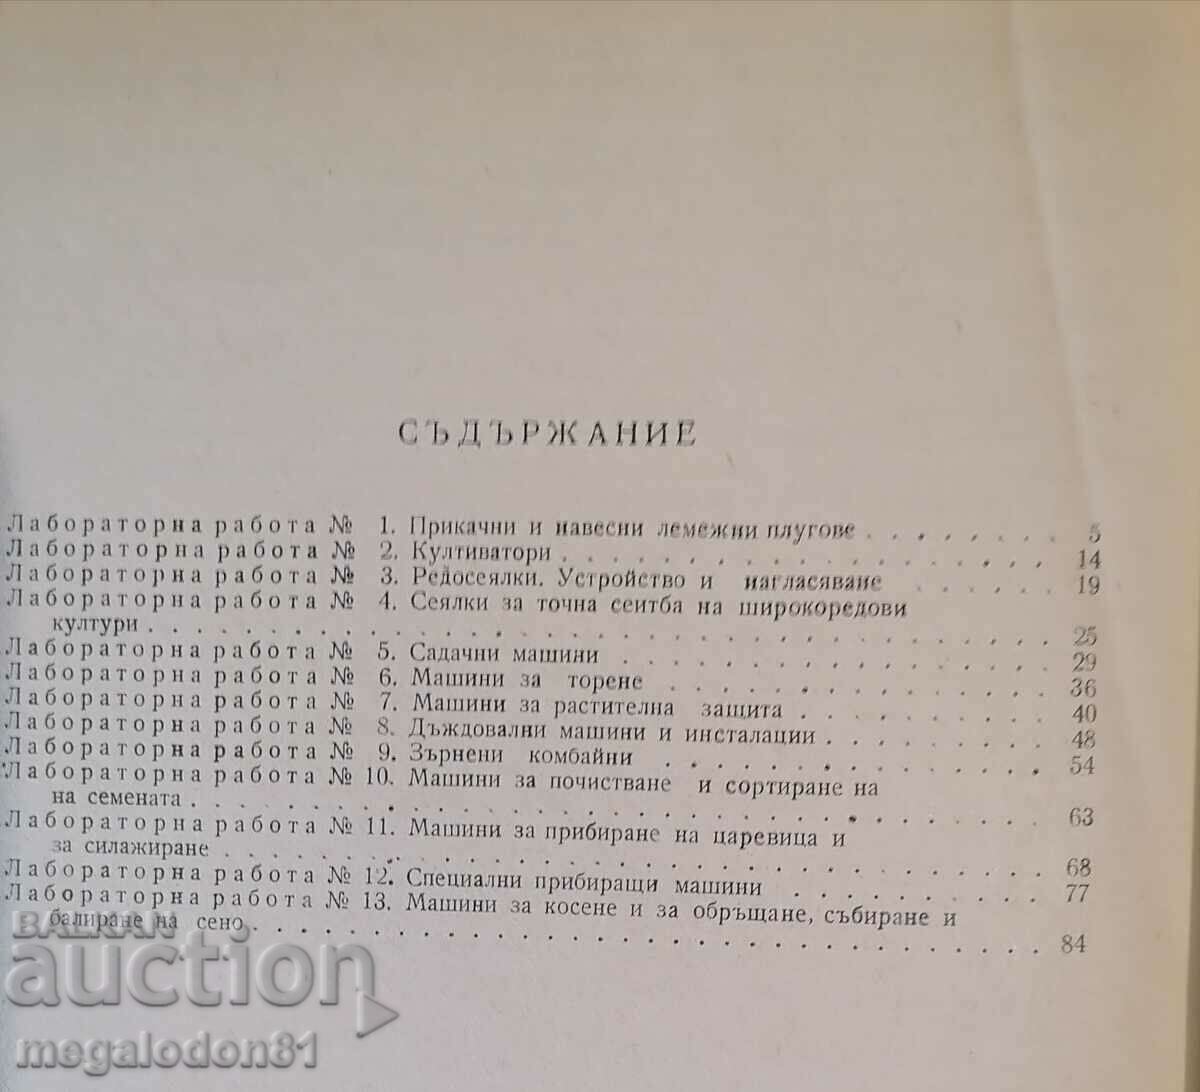 СЪДЪРЖАНИЕ
Лабораторна работа № 1. Прикачни и навесни лемежни плугове . . . . . . . . 5
Лабораторна работа № 2. Култиватори . . . . . . . . . . . . . . . . . . 14
Лабораторна работа № 3. Редосеялки. Устройство и нагласяване . . . . . . 19
Лабораторна работа № 4. Сеялки за точна сеитба на широкоредови
култури . . . . . . . . . . . . . . . . . . . . . . . . . . . . 25
Лабораторна работа № 5. Садачни машини . . . . . . . . . . . . . . . . 29
Лабораторна работа № 6. Машини за торене . . . . . . . . . . . . . . 36
Лабораторна работа № 7. Машини за растителна защита . . . . . . . . . . 40
Лабораторна работа № 8. Дъждовални машини и инсталации . . . . . . . . . 48
Лабораторна работа № 9. Зърнени комбайни . . . . . . . . . . . . . . 54
Лабораторна работа № 10. Машини за почистване и сортиране на
на семената . . . . . . . . . . . . . . . . . . . . . . . . . . 63
Лабораторна работа № 11. Машини за прибиране на царевица и
за силажиране . . . . . . . . . . . . . . . . . . . . . . . . . 68
Лабораторна работа № 12. Специални прибиращи машини . . . . . . . . . . 77
Лабораторна работа № 13. Машини за косене и за обръщане, събиране и
балиране на сено . . . . . . . . . . . . . . . . . . . . . . . . 84
BALKAN
auction
megalodon81